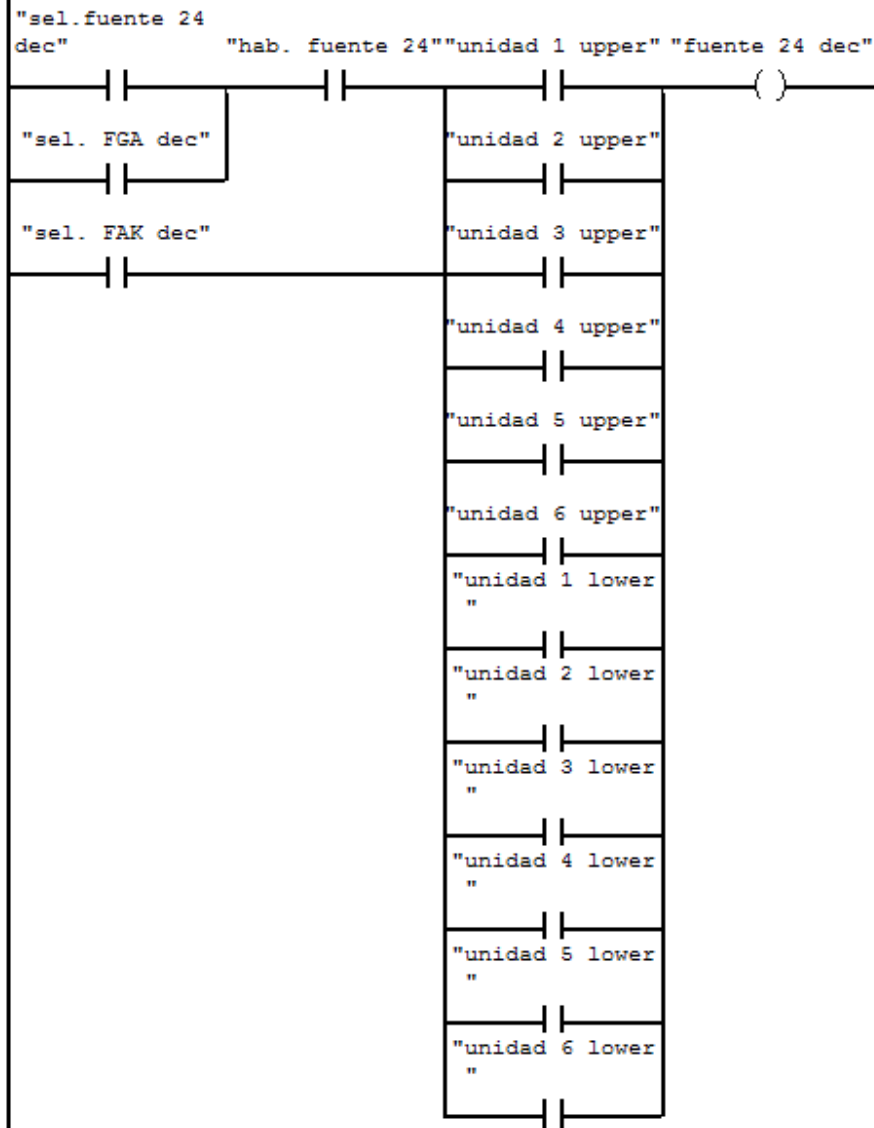 "sel.fuente 24
dec"
"hab. fuente 24"
"unidad 1 upper"
"fuente 24 dec"
"sel. FGA dec"
"unidad 2 upper"
"sel. FAK dec"
"unidad 3 upper"
"unidad 4 upper"
"unidad 5 upper"
"unidad 6 upper"
"unidad 1 lower
"
"unidad 2 lower
"
"unidad 3 lower
"
"unidad 4 lower
"
"unidad 5 lower
"
"unidad 6 lower
"